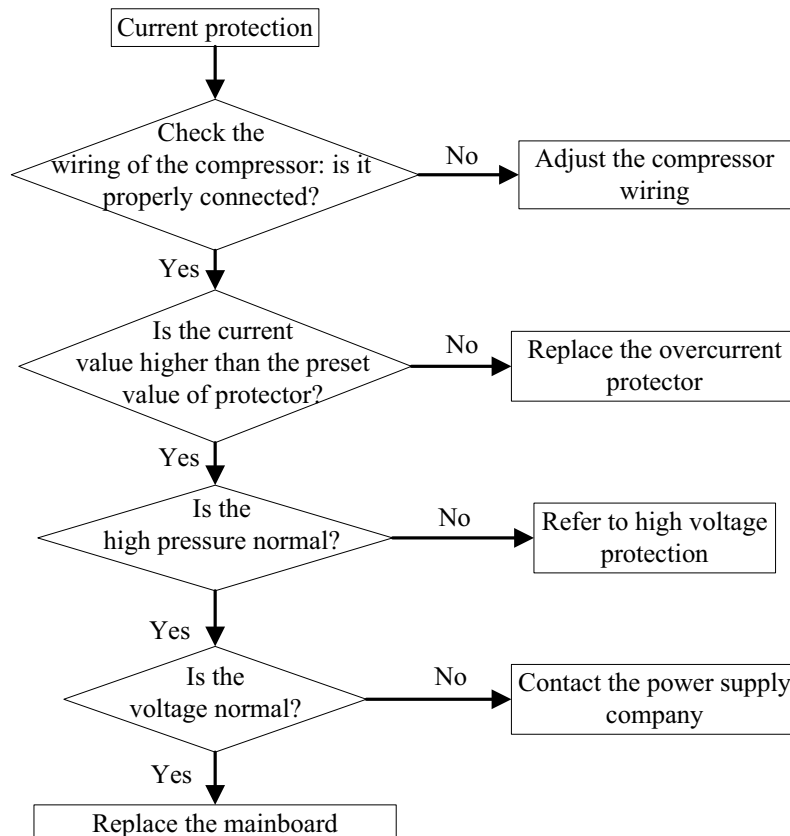 Current protection
Check the
wiring of the compressor: is it
properly connected?
No
Adjust the compressor
wiring
Yes
Is the current
value higher than the preset
value of protector?
No
Replace the overcurrent
protector
Yes
Is the
high pressure normal?
No
Refer to high voltage
protection
Yes
Is the
voltage normal?
No
Contact the power supply
company
Yes
Replace the mainboard